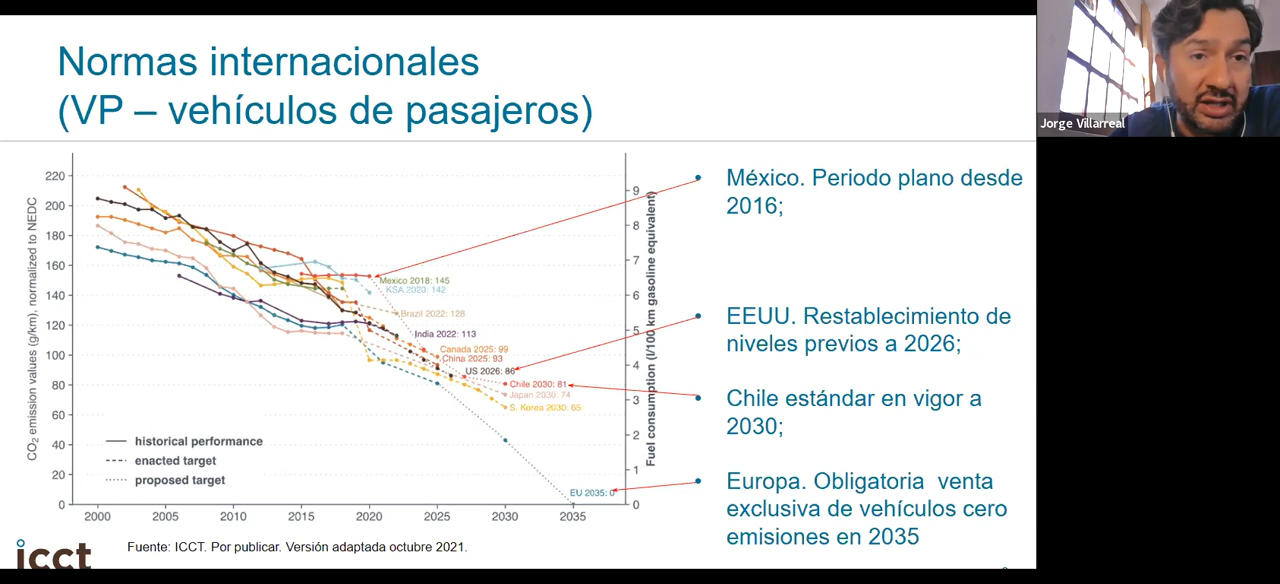 Normas internacionales
(VP – vehículos de pasajeros)
Jorge Villarreal
CO2 emission values (g/km), normalized to NEDC
220
200
180
160
140
120
100
80
60
40
20
0
2000
2005
2010
2015
2020
2025
2030
2035
9
8
7
6
5
4
3
2
1
0
Fuel consumption (l/100 km gasoline equivalent)
Mexico 2018: 145
KSA 2020: 142
Brazil 2022: 128
India 2022: 113
Canada 2025: 99
China 2025: 93
US 2026: 86
Chile 2030: 81
Japan 2030: 74
S. Korea 2030: 65
EU 2035: 0
historical performance
enacted target
proposed target
• México. Periodo plano desde
2016;
• EEUU. Restablecimiento de
niveles previos a 2026;
• Chile estándar en vigor a
2030;
• Europa. Obligatoria venta
exclusiva de vehículos cero
emisiones en 2035
icct
Fuente: ICCT. Por publicar. Versión adaptada octubre 2021.